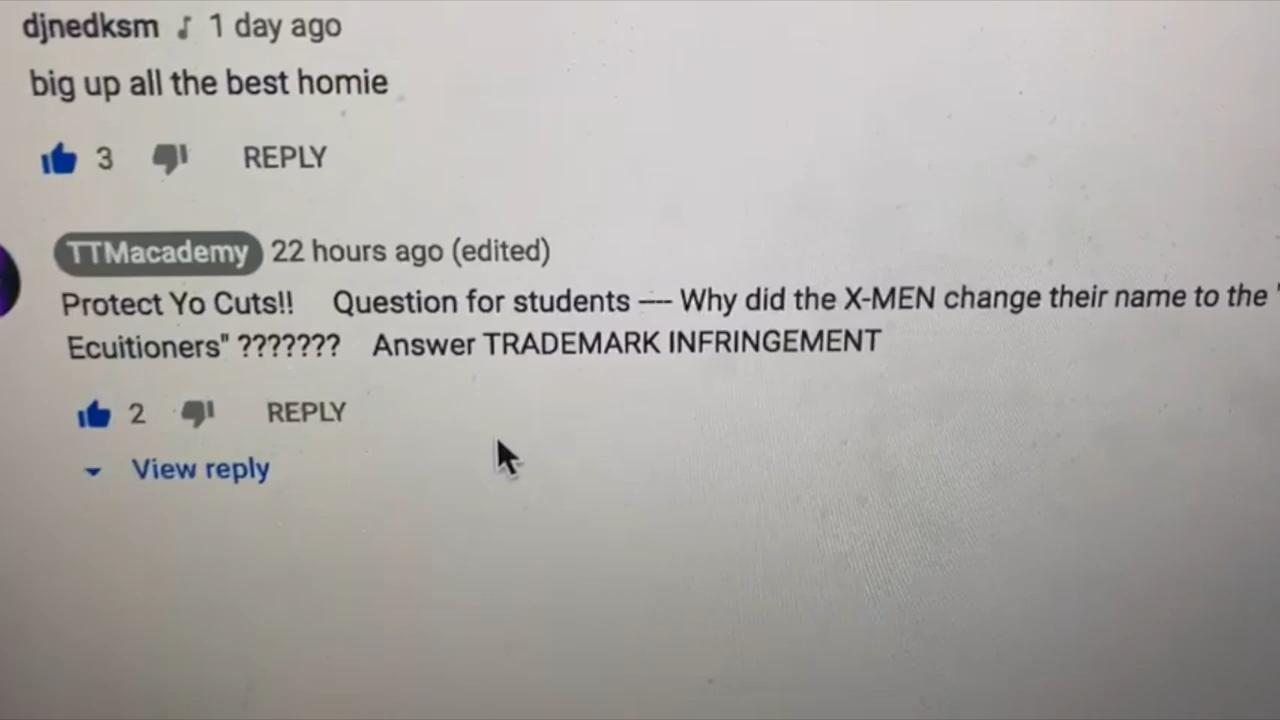 djnedksm ♪ 1 day ago
big up all the best homie
3 REPLY
TTMacademy 22 hours ago (edited)
Protect Yo Cuts!! Question for students —- Why did the X-MEN change their name to the "
Ecuitioners" ??????? Answer TRADEMARK INFRINGEMENT
2 REPLY
View reply